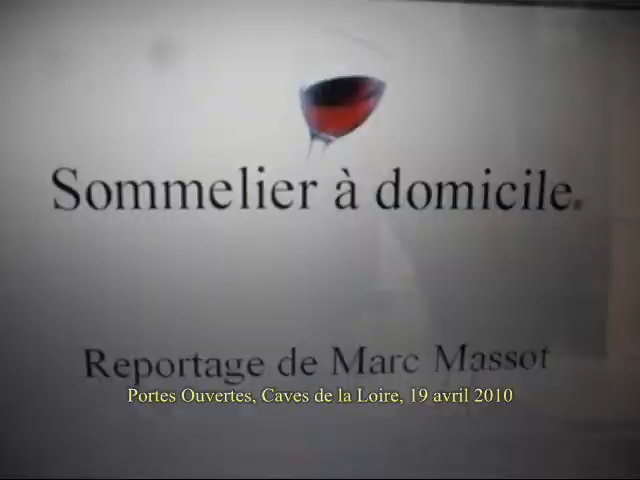 Sommelier à domicile.
Reportage de Marc Massot
Portes Ouvertes, Caves de la Loire, 19 avril 2010